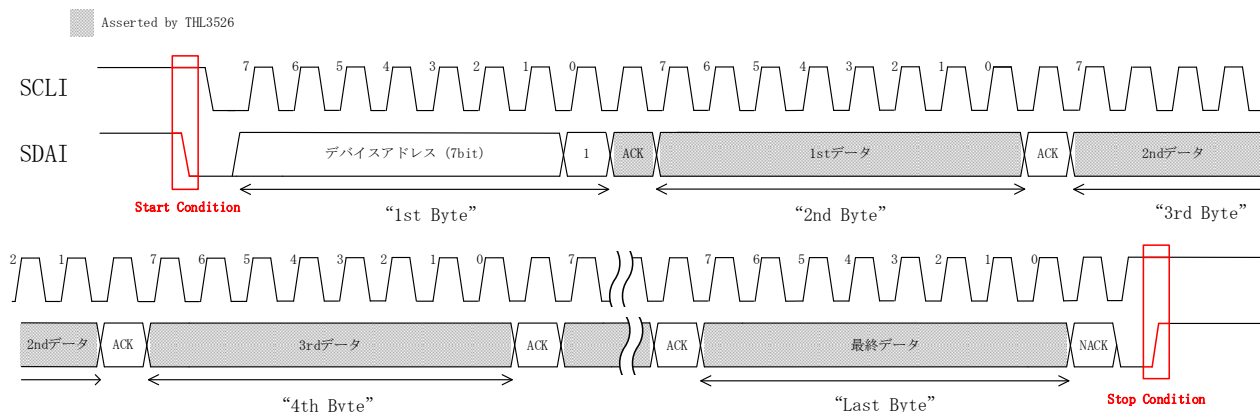 Asserted by THL3526
SCLI 7 6 5 4 3 2 1 0 7 6 5 4 3 2 1 0 7
SDAI デバイスアドレス (7bit) 1 ACK 1stデータ ACK 2ndデータ
Start Condition “1st Byte” “2nd Byte” “3rd Byte”
2 1 7 6 5 4 3 2 1 0 7 7 6 5 4 3 2 1 0
2ndデータ ACK 3rdデータ ACK ACK 最終データ NACK
“4th Byte” “Last Byte” Stop Condition